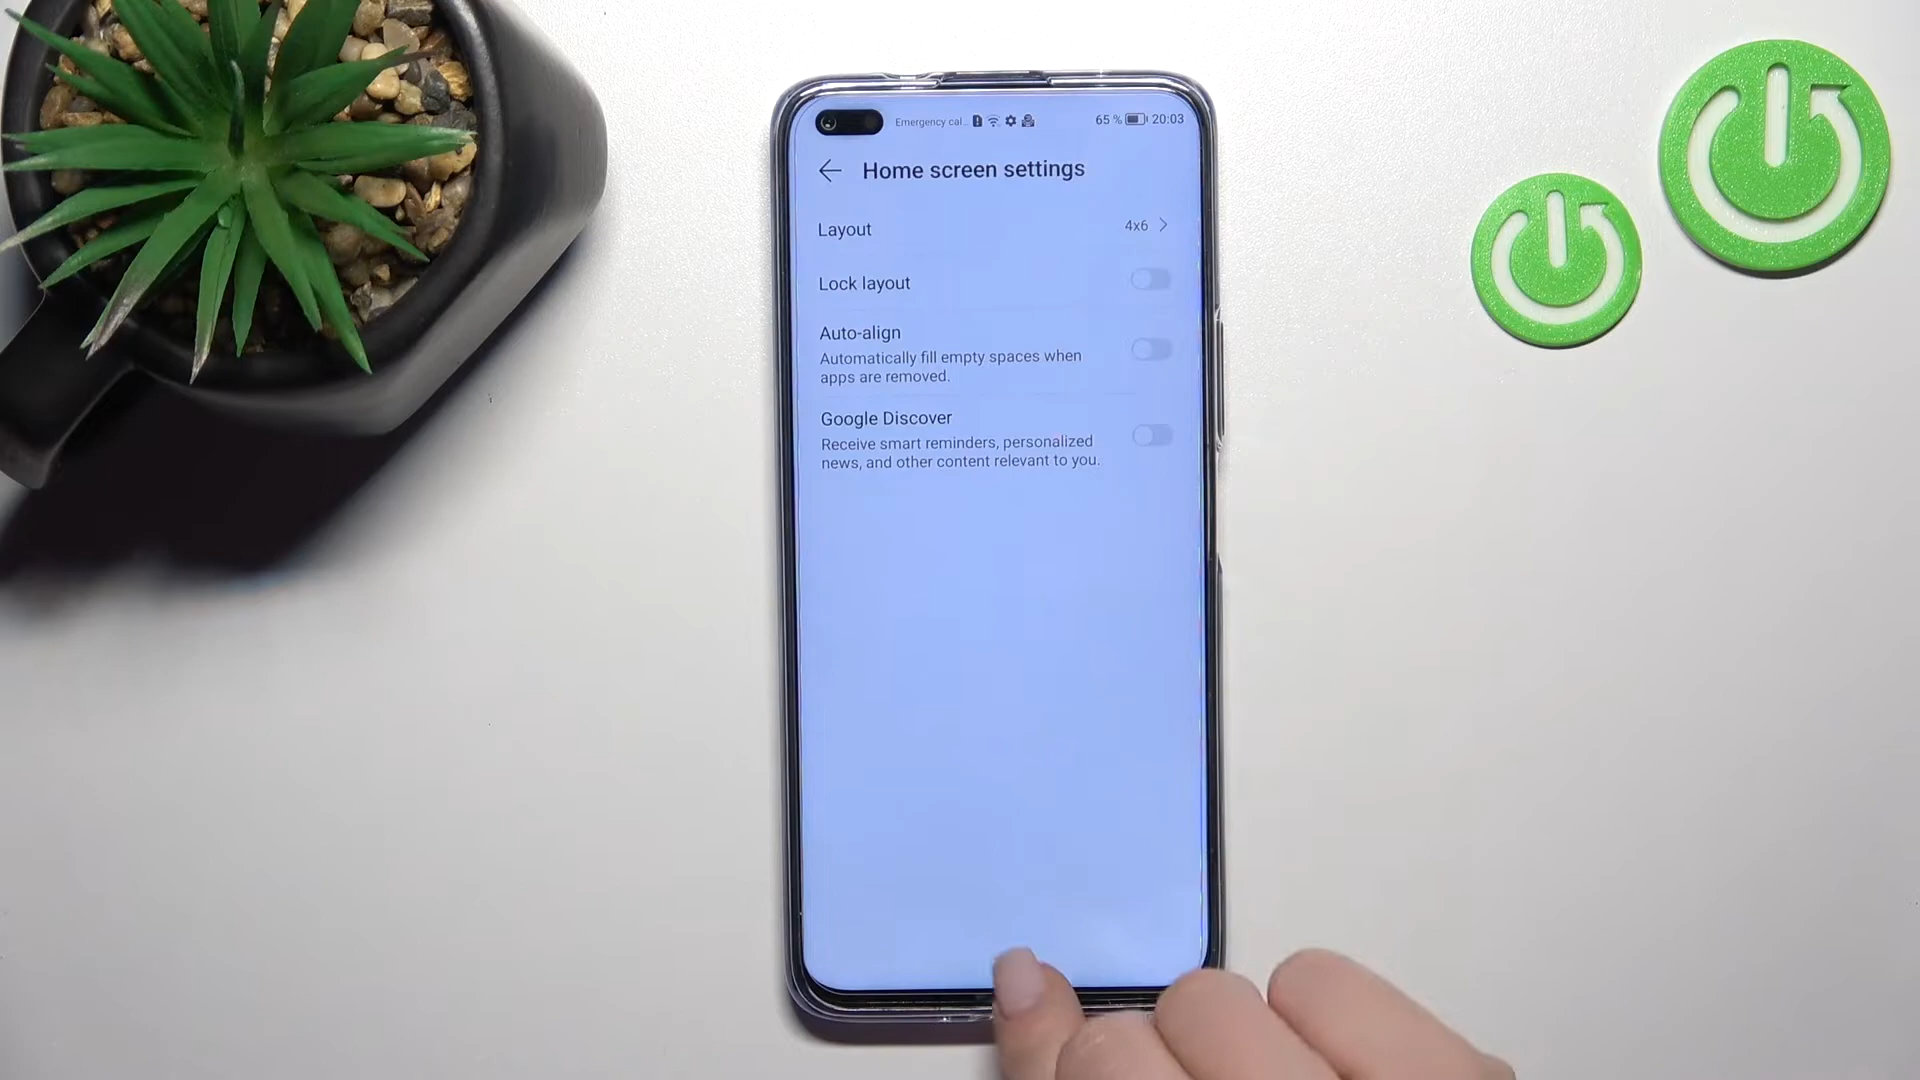 Emergency cal... 65 % 20:03
Home screen settings
Layout 4x6
Lock layout
Auto-align
Automatically fill empty spaces when
apps are removed.
Google Discover
Receive smart reminders, personalized
news, and other content relevant to you.